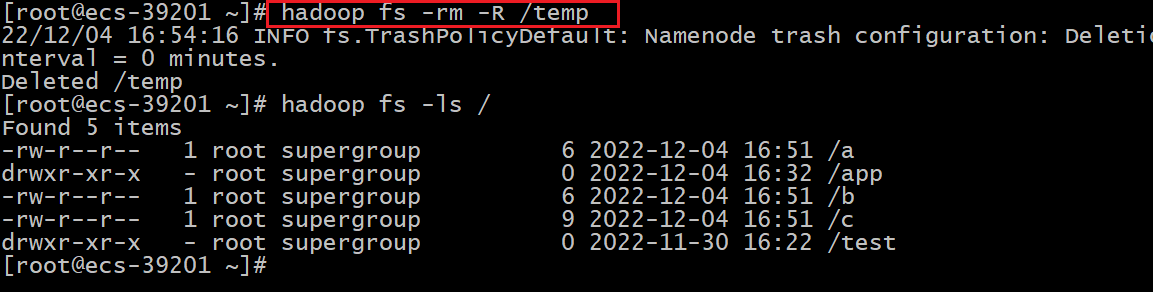 [root@ecs-39201 ~]# hadoop fs -rm -R /temp
22/12/04 16:54:16 INFO fs.TrashPolicyDefault: Namenode trash configuration: Deletic
nterval = 0 minutes.
Deleted /temp
[root@ecs-39201 ~]# hadoop fs -ls /
Found 5 items
-rw-r--r-- 1 root supergroup 6 2022-12-04 16:51 /a
drwxr-xr-x - root supergroup 0 2022-12-04 16:32 /app
-rw-r--r-- 1 root supergroup 6 2022-12-04 16:51 /b
-rw-r--r-- 1 root supergroup 9 2022-12-04 16:51 /c
drwxr-xr-x - root supergroup 0 2022-11-30 16:22 /test
[root@ecs-39201 ~]#